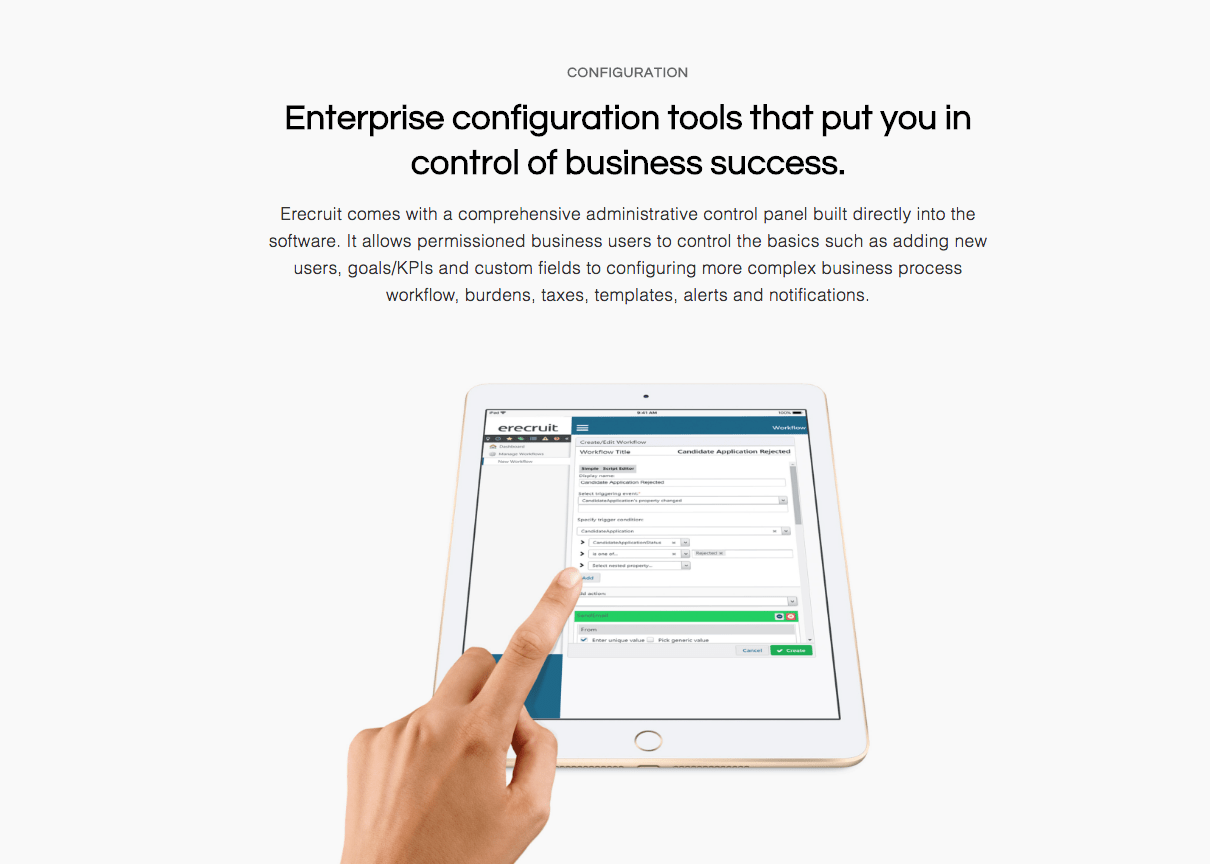 CONFIGURATION
Enterprise configuration tools that put you in
control of business success.
Erecruit comes with a comprehensive administrative control panel built directly into the
software. It allows permissioned business users to control the basics such as adding new
users, goals/KPIs and custom fields to configuring more complex business process
workflow, burdens, taxes, templates, alerts and notifications.
iPad 9:41 AM 100%
erecruit
Workflow
Dashboard
Manage Workflows
New Workflow
Create/Edit Workflow
Workflow Title Candidate Application Rejected
Simple Script Editor
Display name:
Candidate Application Rejected
Select triggering event:*
CandidateApplication's property changed
Specify trigger condition:
CandidateApplication
CandidateApplicationStatus
is one of...
Rejected
Select nested property...
Add
dd action:
From
Enter unique value Pick generic value
Cancel Create